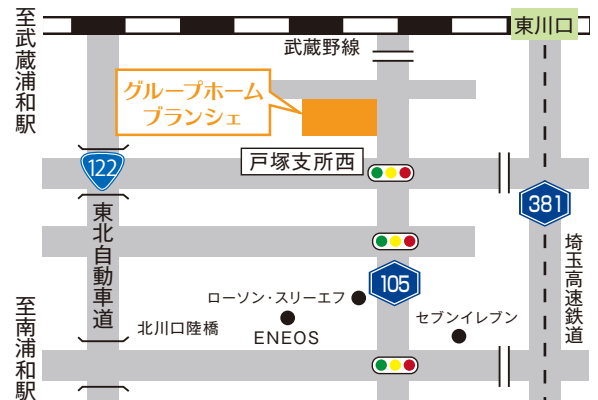 至武蔵浦和駅
武蔵野線
東川口
グループホーム
ブランシェ
戸塚支所西
122
381
東北自動車道
105
埼玉高速鉄道
ローソン・スリーエフ
セブンイレブン
北川口陸橋
ENEOS
至南浦和駅